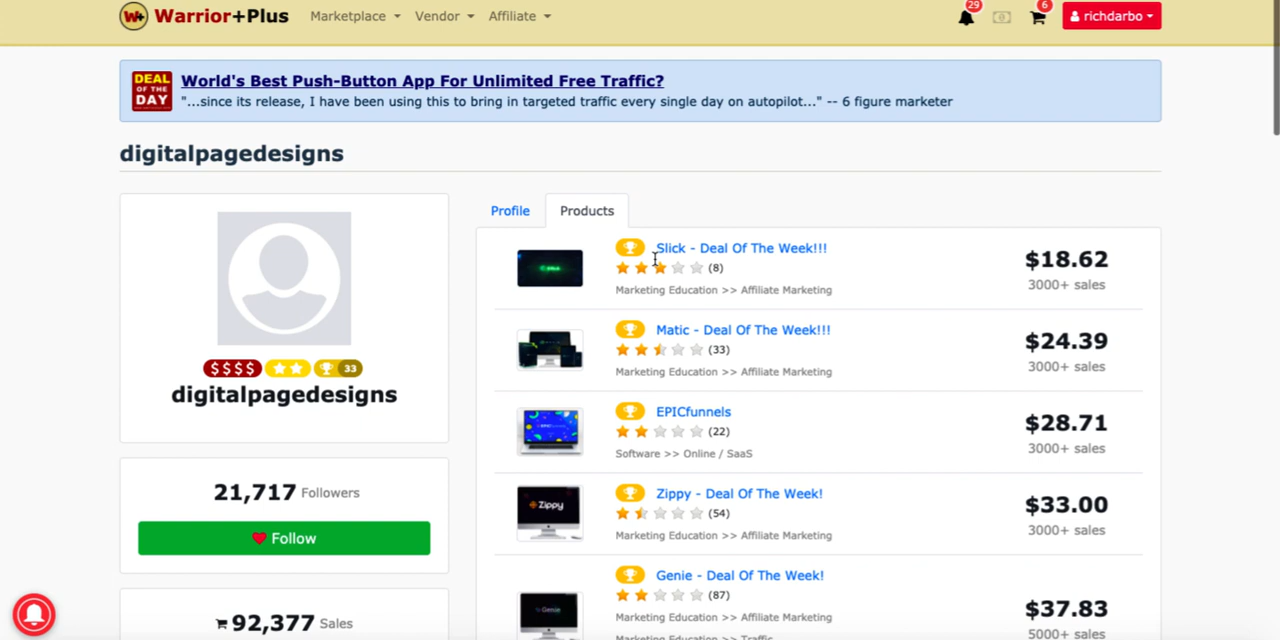 Warrior+Plus Marketplace Vendor Affiliate 29 6 richdarbo
DEAL OF THE DAY
World's Best Push-Button App For Unlimited Free Traffic?
"...since its release, I have been using this to bring in targeted traffic every single day on autopilot..." -- 6 figure marketer
digitalpagedesigns
$$$$ 33
digitalpagedesigns
21,717 Followers
Follow
92,377 Sales
Profile Products
Slick - Deal Of The Week!!!
(8)
Marketing Education >> Affiliate Marketing
$18.62
3000+ sales
Matic - Deal Of The Week!!!
(33)
Marketing Education >> Affiliate Marketing
$24.39
3000+ sales
EPICfunnels
(22)
Software >> Online / SaaS
$28.71
3000+ sales
Zippy
Zippy - Deal Of The Week!
(54)
Marketing Education >> Affiliate Marketing
$33.00
3000+ sales
Genie
Genie - Deal Of The Week!
(87)
Marketing Education >> Affiliate Marketing
Marketing Education >> Traffic
$37.83
5000+ sales